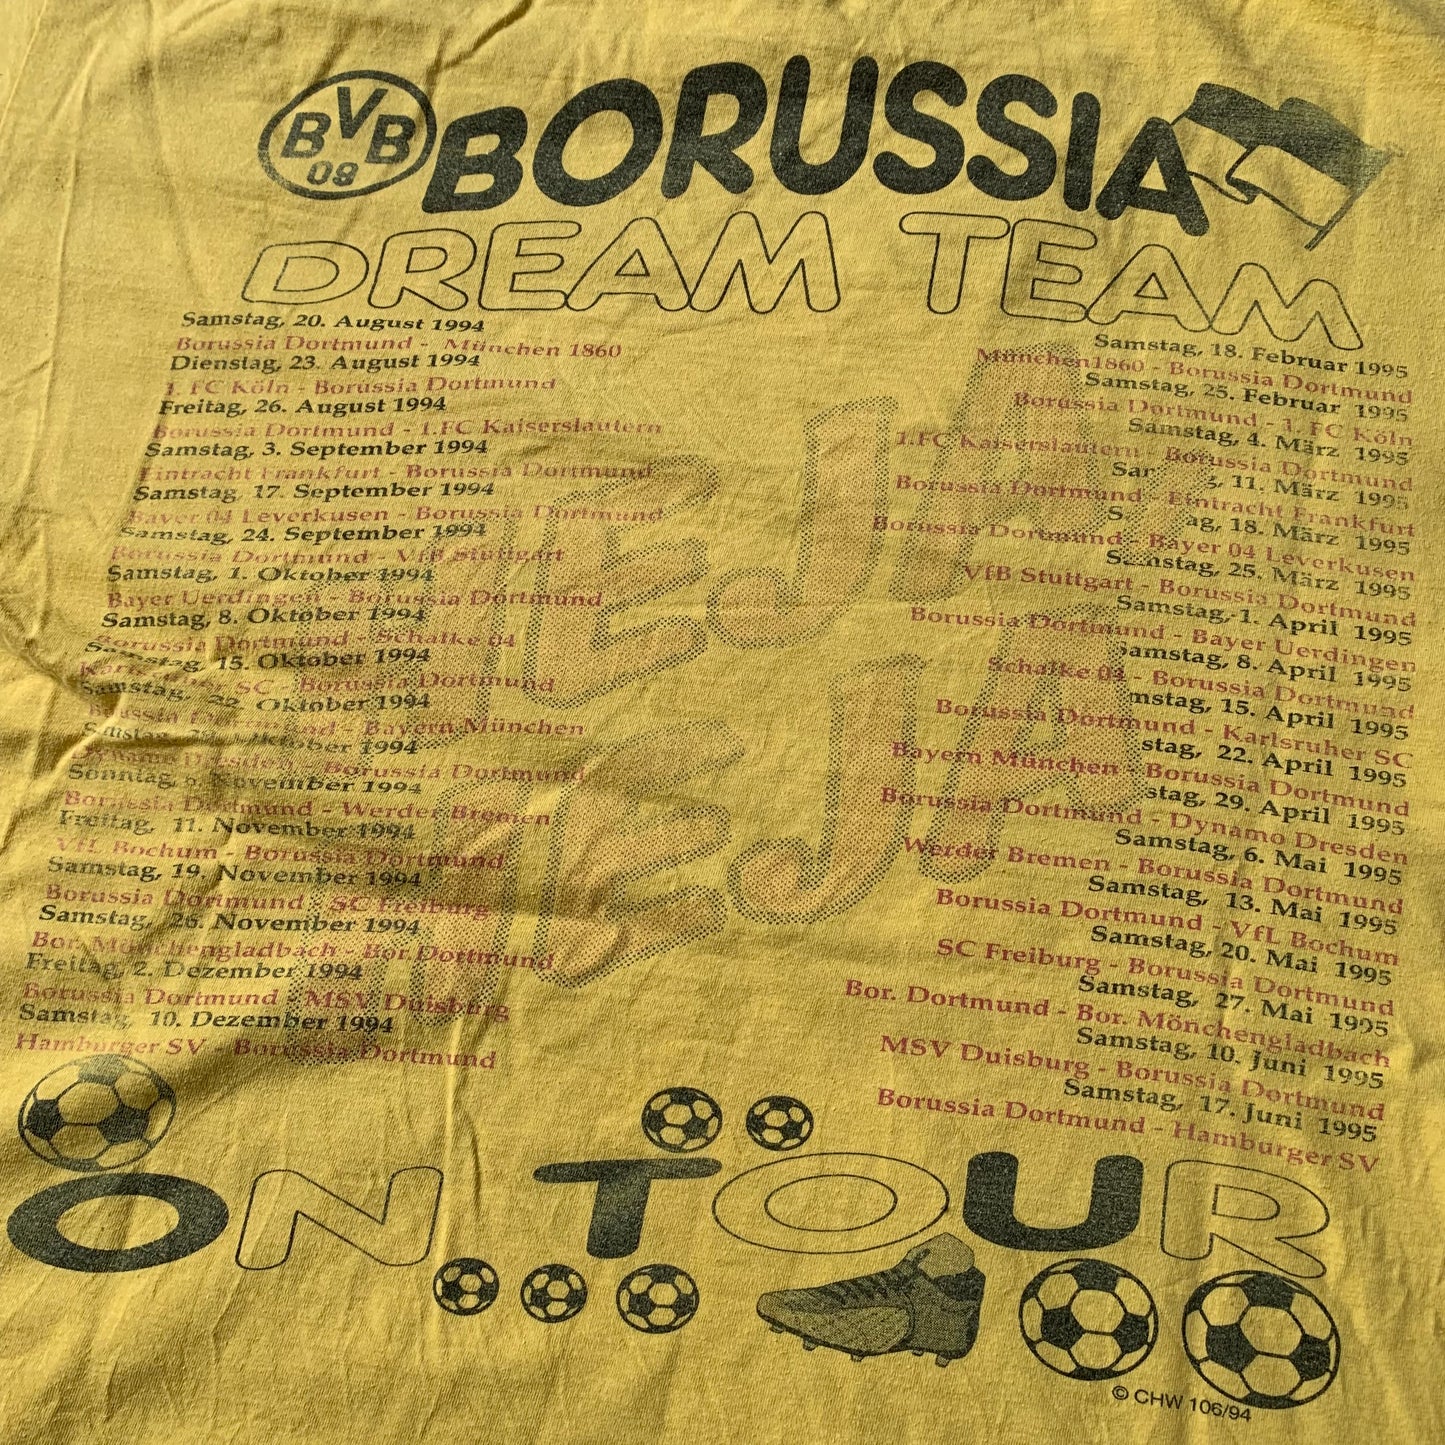 BVB
09
BORUSSIA
DREAM TEAM
Samstag, 20. August 1994
Borussia Dortmund - München 1860
Dienstag, 23. August 1994
1. FC Köln - Borussia Dortmund
Freitag, 26. August 1994
Borussia Dortmund - 1.FC Kaiserslautern
Samstag, 3. September 1994
Eintracht Frankfurt - Borussia Dortmund
Samstag, 17. September 1994
Bayer 04 Leverkusen - Borussia Dortmund
Samstag, 24. September 1994
Borussia Dortmund - VfB Stuttgart
Samstag, 1. Oktober 1994
Bayer Uerdingen - Borussia Dortmund
Samstag, 8. Oktober 1994
Borussia Dortmund - Schalke 04
Samstag, 15. Oktober 1994
Karlsruher SC - Borussia Dortmund
Samstag, 22. Oktober 1994
Borussia Dortmund - Bayern München
Samstag, 29. Oktober 1994
Dynamo Dresden - Borussia Dortmund
Sonntag, 6. November 1994
Borussia Dortmund - Werder Bremen
Freitag, 11. November 1994
VfL Bochum - Borussia Dortmund
Samstag, 19. November 1994
Borussia Dortmund - SC Freiburg
Samstag, 26. November 1994
Bor. Mönchengladbach - Bor. Dortmund
Freitag, 2. Dezember 1994
Borussia Dortmund - MSV Duisburg
Samstag, 10. Dezember 1994
Hamburger SV - Borussia Dortmund
Samstag, 18. Februar 1995
München1860 - Borussia Dortmund
Samstag, 25. Februar 1995
Borussia Dortmund - 1. FC Köln
Samstag, 4. März 1995
1.FC Kaiserslautern - Borussia Dortmund
11. März 1995
Borussia Dortmund - Eintracht Frankfurt
18. März 1995
Borussia Dortmund - Bayer 04 Leverkusen
Samstag, 25. März 1995
VfB Stuttgart - Borussia Dortmund
Samstag, 1. April 1995
Borussia Dortmund - Bayer Uerdingen
Samstag, 8. April 1995
Schalke 04 - Borussia Dortmund
mstag, 15. April 1995
Borussia Dortmund - Karlsruher SC
stag, 22. April 1995
Bayern München - Borussia Dortmund
stag, 29. April 1995
Borussia Dortmund - Dynamo Dresden
Samstag, 6. Mai 1995
Werder Bremen - Borussia Dortmund
Samstag, 13. Mai 1995
Borussia Dortmund - VfL Bochum
Samstag, 20. Mai 1995
SC Freiburg - Borussia Dortmund
Samstag, 27. Mai 1995
Bor. Dortmund - Bor. Mönchengladbach
Samstag, 10. Juni 1995
MSV Duisburg - Borussia Dortmund
Samstag, 17. Juni 1995
Borussia Dortmund - Hamburger SV
ON TOUR
© CHW 106/94